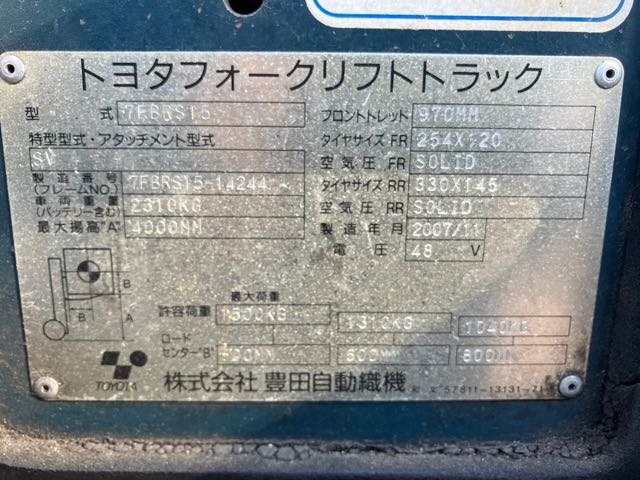 トヨタフォークリフトトラック
型式 7FBRS15
フロントトレット 970MM
特型型式・アタッチメント型式
タイヤサイズ FR 254X120
SV
空気圧 FR SOLID
製造番号 (フレームNO.) 7FBRS15-14244
タイヤサイズ RR 330X145
車両重量 (バッテリー含む) 2310KG
空気圧 RR SOLID
最大揚高"A" 4000MM
製造年月 2007/11
電圧 48 V
B
B
A
最大荷重
許容荷重 1500KG 1310KG 1040KG
ロード
センター"B" 500MM 600MM 800MM
TOYOTA
株式会社 豊田自動織機
57811-13131-71